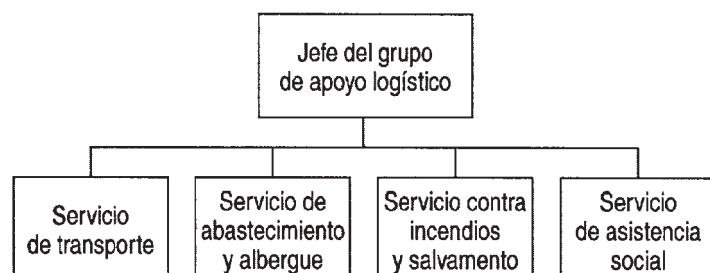 Jefe del grupo
de apoyo logístico
Servicio
de transporte
Servicio de
abastecimiento
y albergue
Servicio contra
incendios
y salvamento
Servicio
de asistencia
social